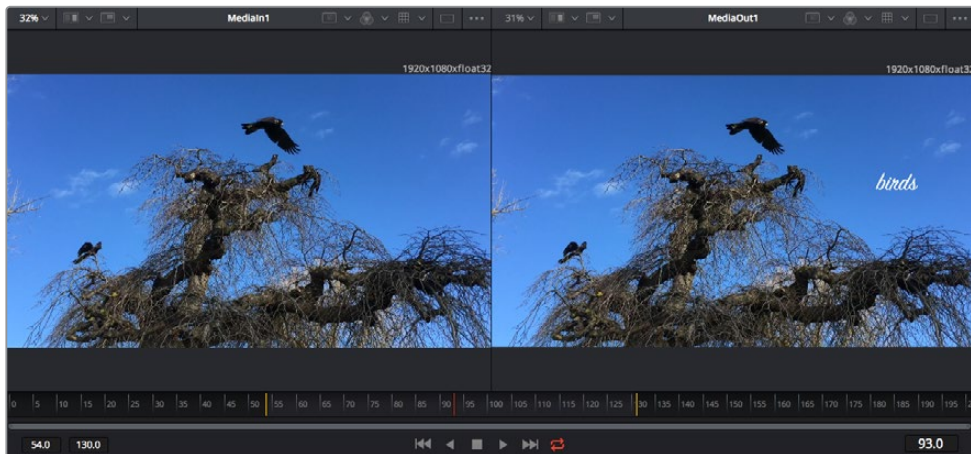 32% MediaIn1 31% MediaOut1
1920x1080xfloat32 1920x1080xfloat32
birds
0 5 10 15 20 25 30 35 40 45 50 55 60 65 70 75 80 85 90 95 100 105 110 115 120 125 130 135 140 145 150 155 160 165 170 175 180 185 190 195
54.0 130.0 93.0